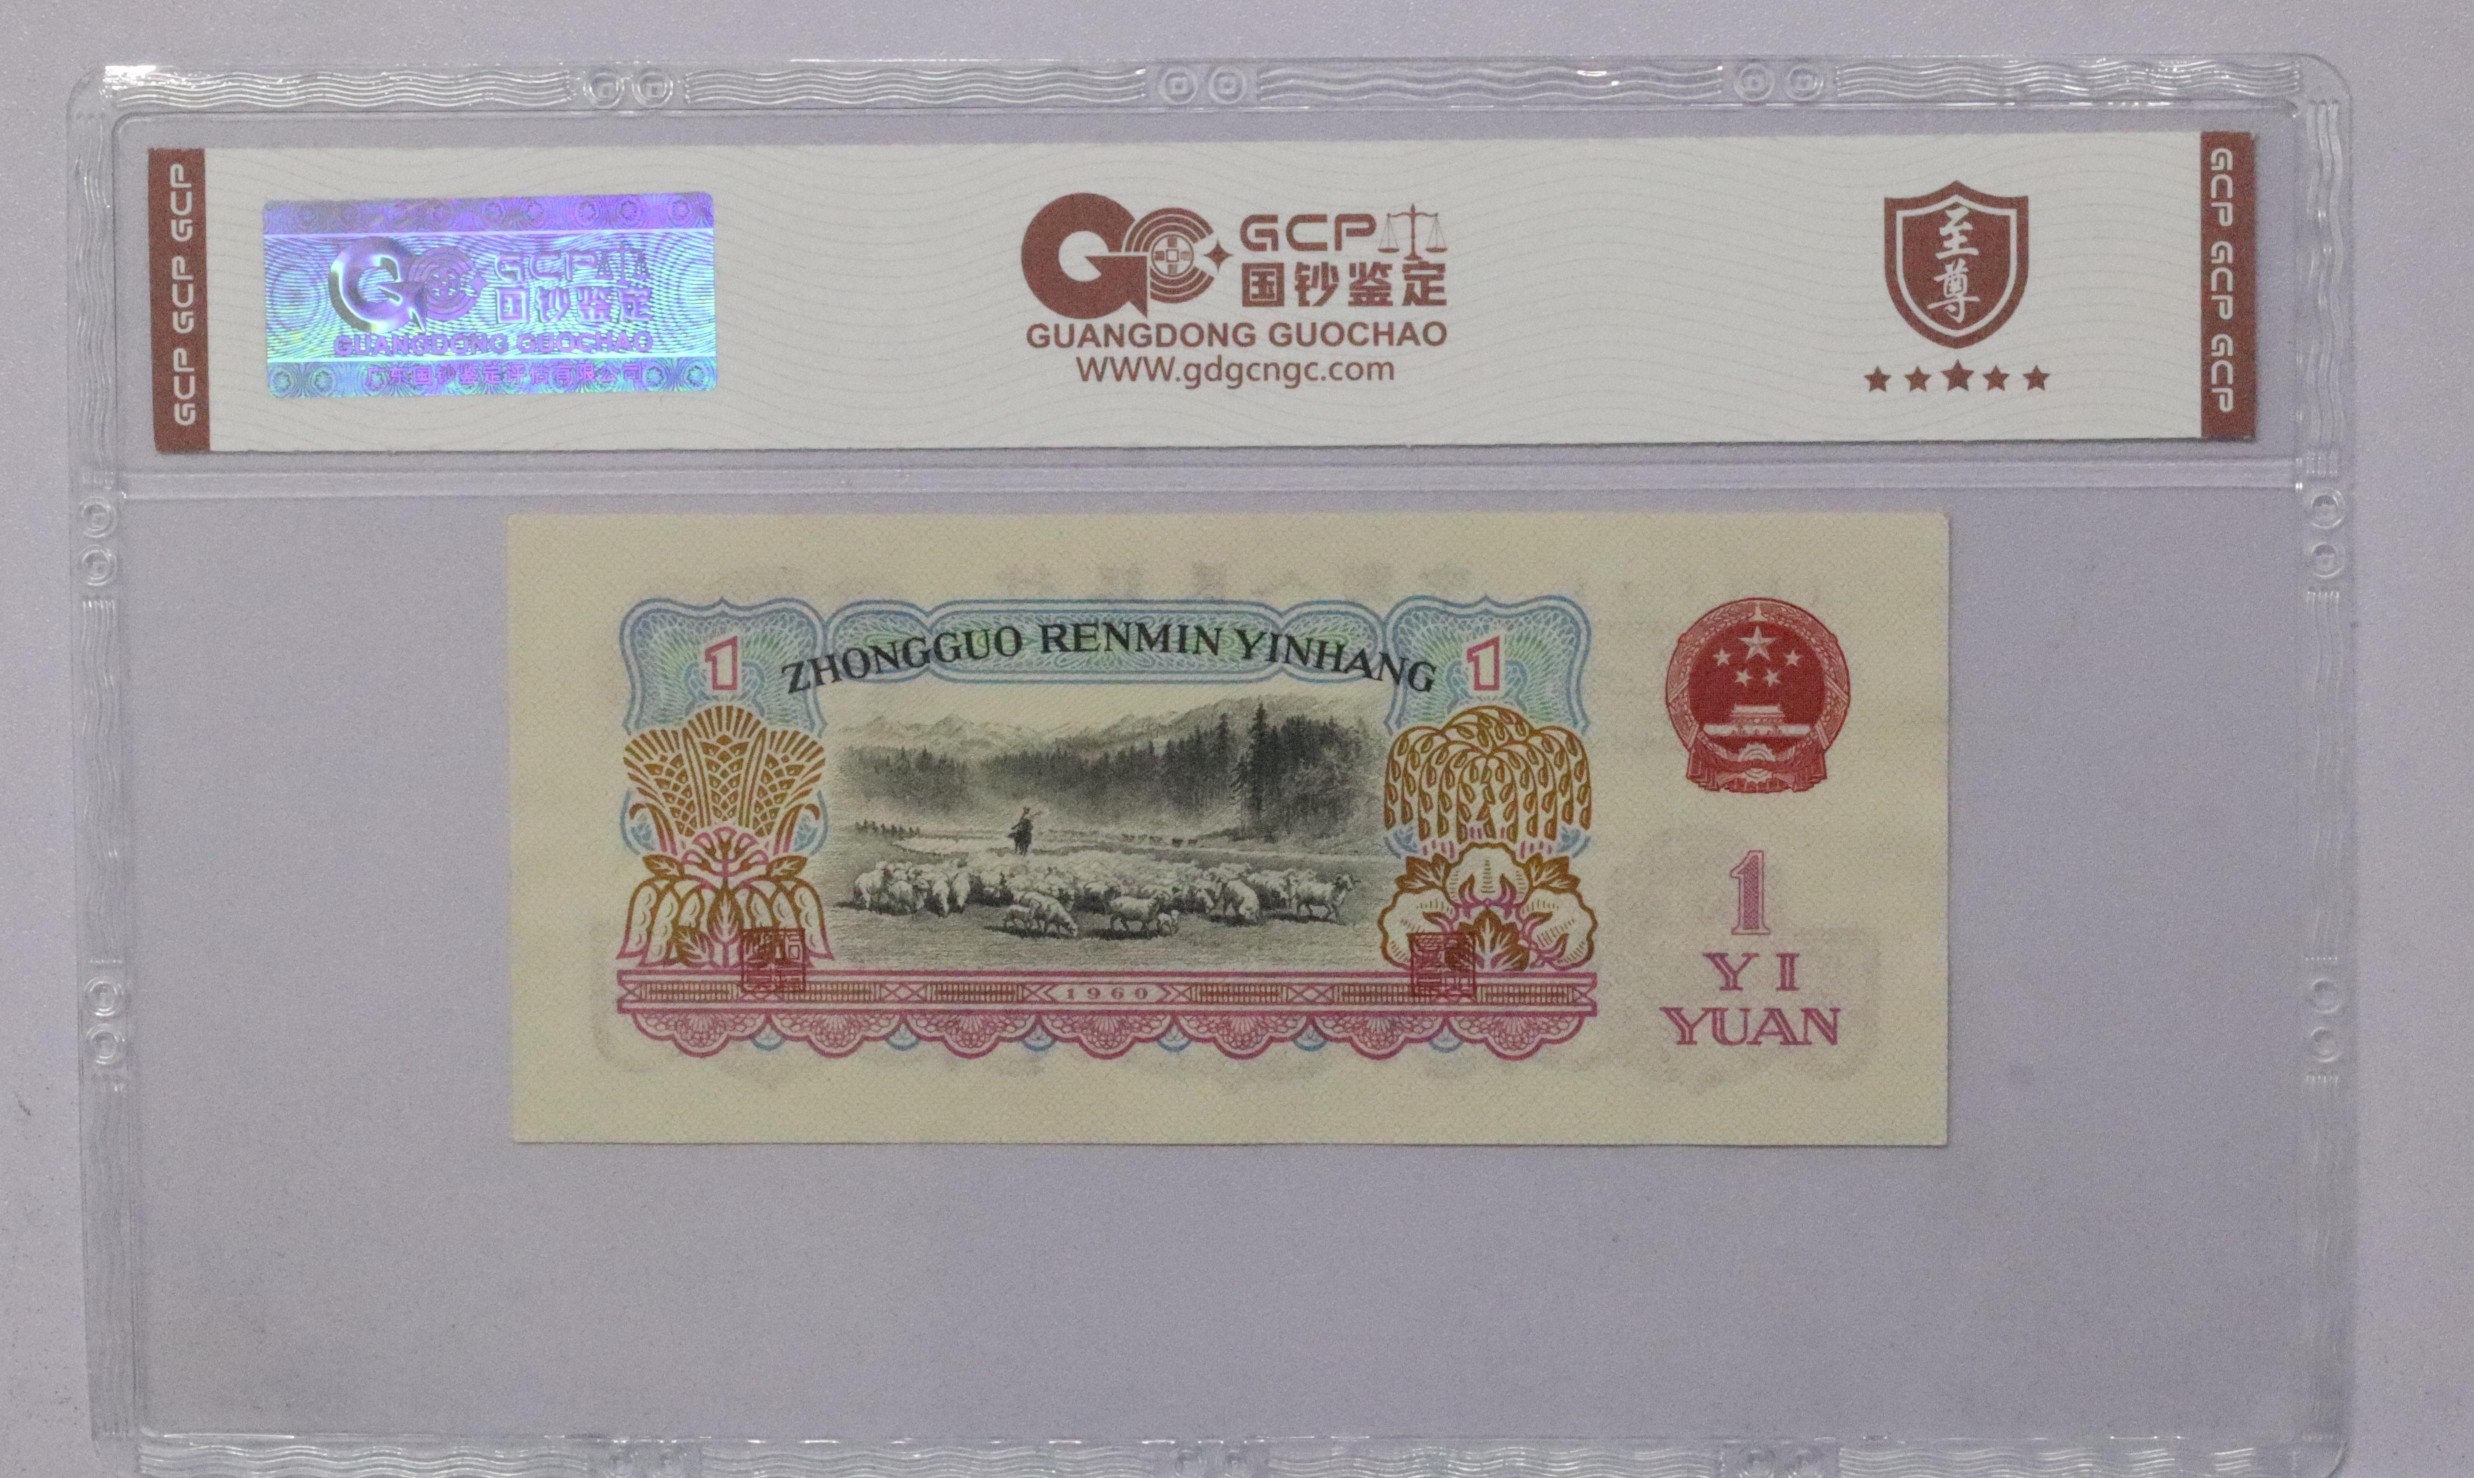 GCP GCP GCP
GCP
国钞鉴定
GUANGDONG GUOCHAO
广东国钞鉴定评估有限公司
GCP
国钞鉴定
GUANGDONG GUOCHAO
WWW.gdgcngc.com
至尊
GCP GCP GCP
1
ZHONGGUO RENMIN YINHANG
1
1960
1
YI
YUAN